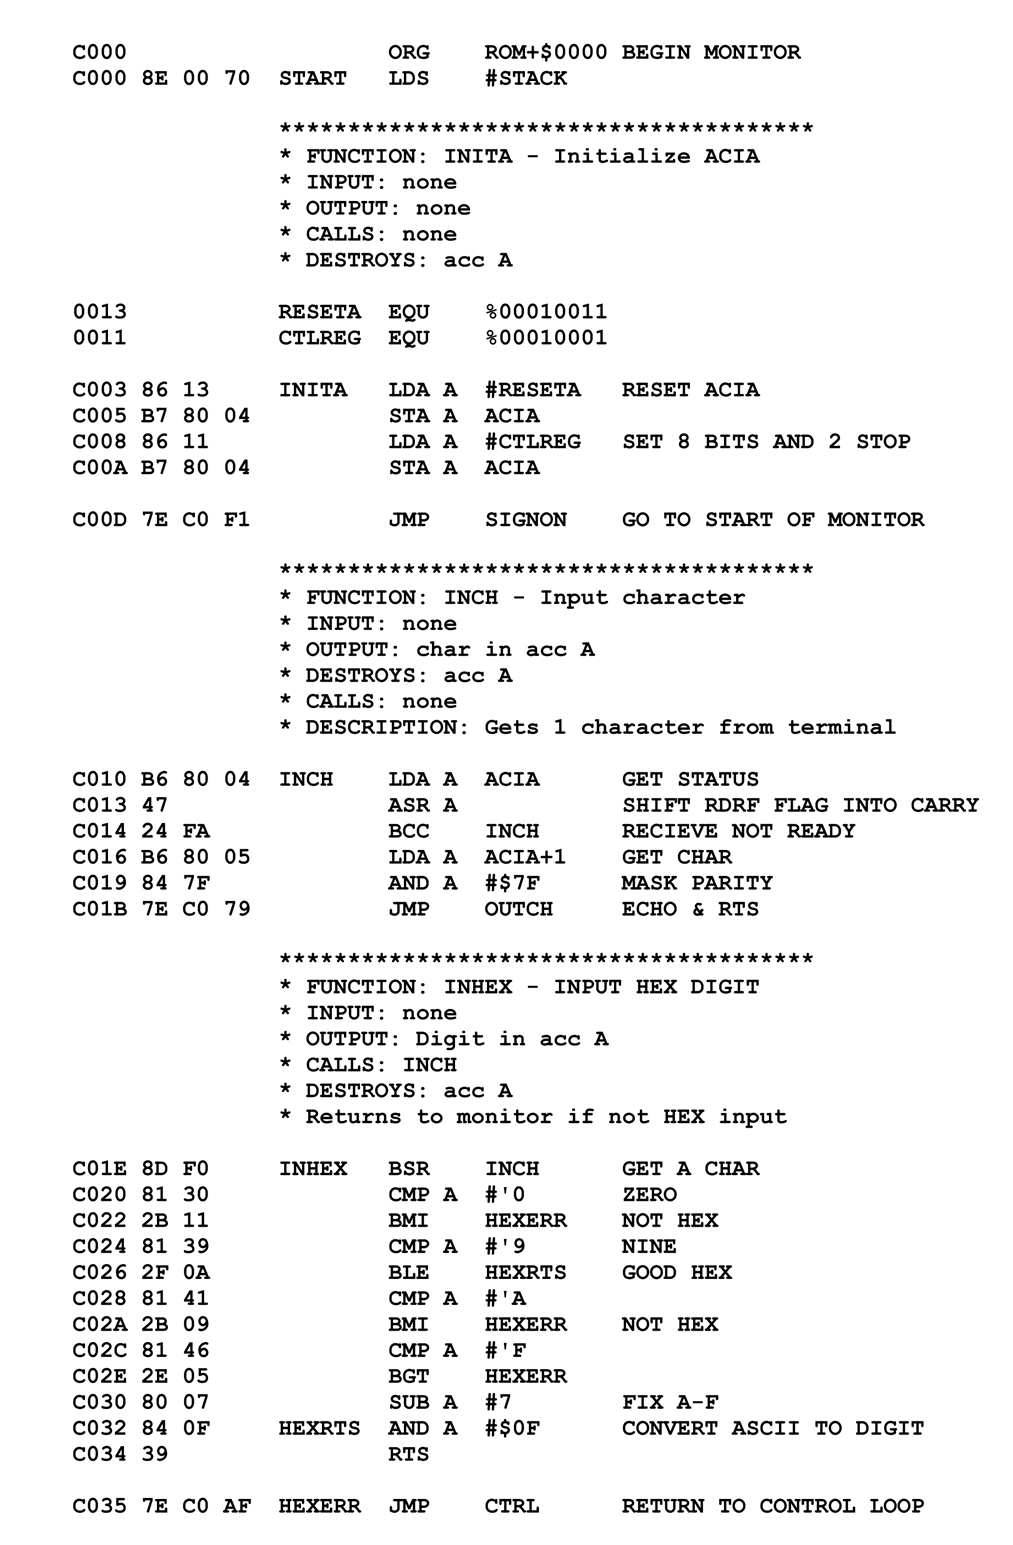 C000                   ORG    ROM+$0000 BEGIN MONITOR
C000 8E 00 70  START   LDS    #STACK
               ***************************************
               * FUNCTION: INITA - Initialize ACIA
               * INPUT: none
               * OUTPUT: none
               * CALLS: none
               * DESTROYS: acc A
0013           RESETA  EQU    %00010011
0011           CTLREG  EQU    %00010001
C003 86 13     INITA   LDA A  #RESETA   RESET ACIA
C005 B7 80 04          STA A  ACIA
C008 86 11             LDA A  #CTLREG   SET 8 BITS AND 2 STOP
C00A B7 80 04          STA A  ACIA
C00D 7E C0 F1          JMP    SIGNON    GO TO START OF MONITOR
               ***************************************
               * FUNCTION: INCH - Input character
               * INPUT: none
               * OUTPUT: char in acc A
               * DESTROYS: acc A
               * CALLS: none
               * DESCRIPTION: Gets 1 character from terminal
C010 B6 80 04  INCH    LDA A  ACIA      GET STATUS
C013 47                ASR A            SHIFT RDRF FLAG INTO CARRY
C014 24 FA             BCC    INCH      RECIEVE NOT READY
C016 B6 80 05          LDA A  ACIA+1    GET CHAR
C019 84 7F             AND A  #$7F      MASK PARITY
C01B 7E C0 79          JMP    OUTCH     ECHO & RTS
               ***************************************
               * FUNCTION: INHEX - INPUT HEX DIGIT
               * INPUT: none
               * OUTPUT: Digit in acc A
               * CALLS: INCH
               * DESTROYS: acc A
               * Returns to monitor if not HEX input
C01E 8D F0     INHEX   BSR    INCH      GET A CHAR
C020 81 30             CMP A  #'0       ZERO
C022 2B 11             BMI    HEXERR    NOT HEX
C024 81 39             CMP A  #'9       NINE
C026 2F 0A             BLE    HEXRTS    GOOD HEX
C028 81 41             CMP A  #'A
C02A 2B 09             BMI    HEXERR    NOT HEX
C02C 81 46             CMP A  #'F
C02E 2E 05             BGT    HEXERR
C030 80 07             SUB A  #7        FIX A-F
C032 84 0F     HEXRTS  AND A  #$0F      CONVERT ASCII TO DIGIT
C034 39                RTS
C035 7E C0 AF  HEXERR  JMP    CTRL      RETURN TO CONTROL LOOP